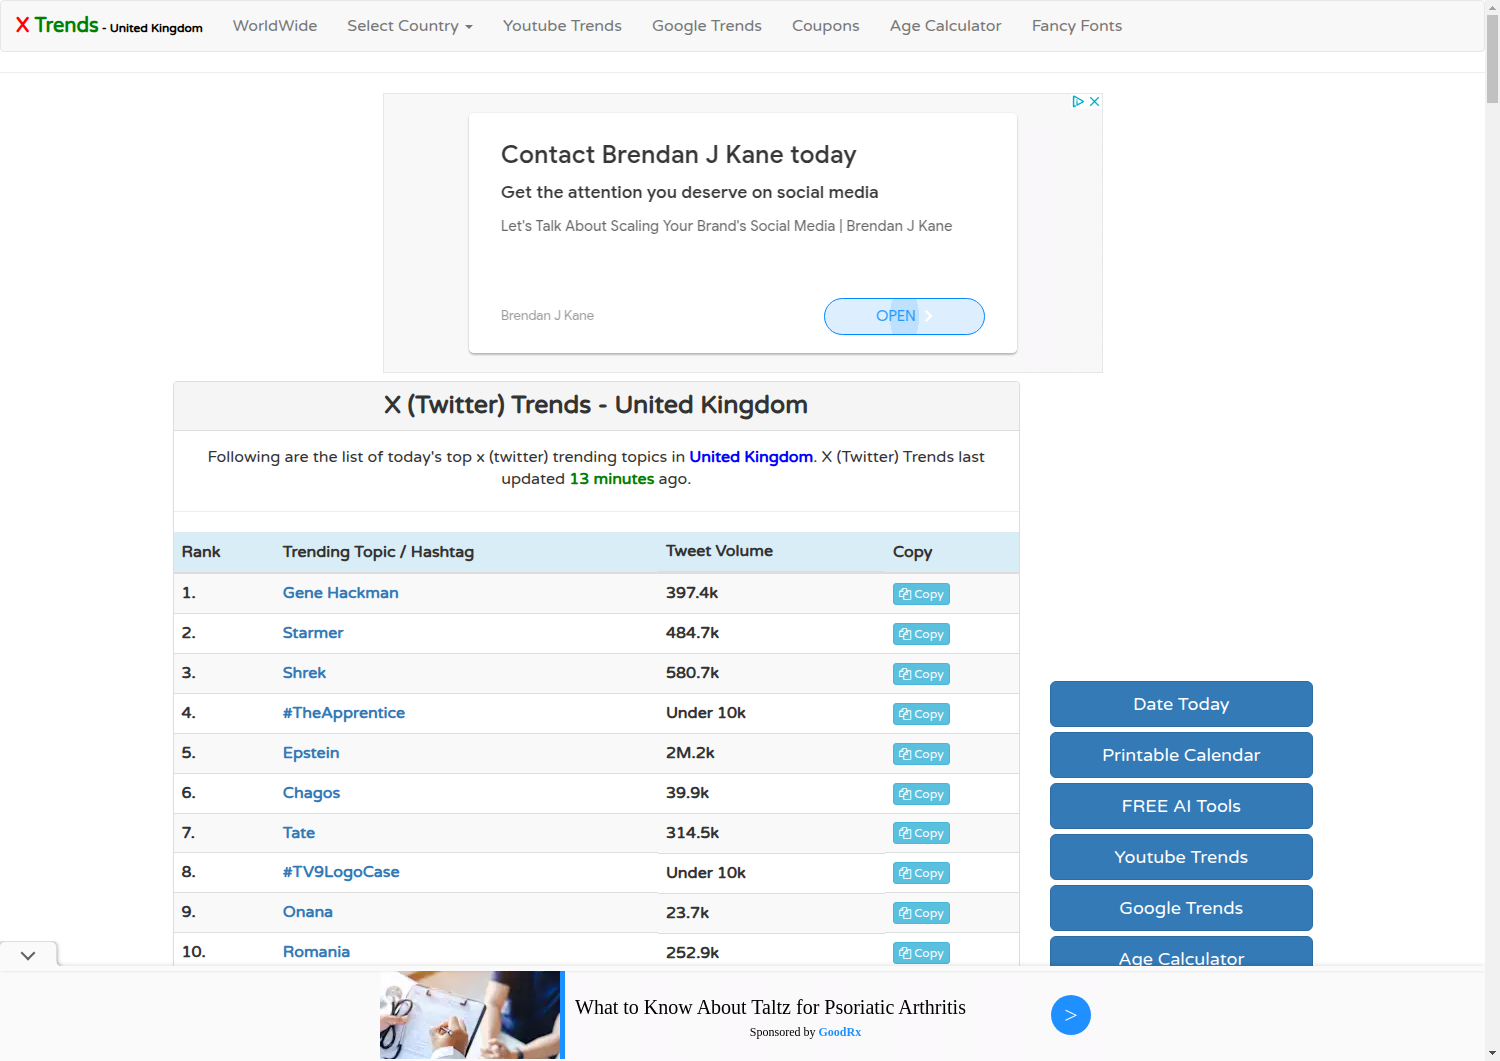 X Trends - United Kingdom WorldWide Select Country Youtube Trends Google Trends Coupons Age Calculator Fancy Fonts
Contact Brendan J Kane today
Get the attention you deserve on social media
Let's Talk About Scaling Your Brand's Social Media | Brendan J Kane
Brendan J Kane OPEN
X (Twitter) Trends - United Kingdom
Following are the list of today's top x (twitter) trending topics in United Kingdom. X (Twitter) Trends last
updated 13 minutes ago.
Rank Trending Topic / Hashtag Tweet Volume Copy
1. Gene Hackman 397.4k Copy
2. Starmer 484.7k Copy
3. Shrek 580.7k Copy
4. #TheApprentice Under 10k Copy
5. Epstein 2M.2k Copy
6. Chagos 39.9k Copy
7. Tate 314.5k Copy
8. #TV9LogoCase Under 10k Copy
9. Onana 23.7k Copy
10. Romania 252.9k Copy
Date Today
Printable Calendar
FREE AI Tools
Youtube Trends
Google Trends
Age Calculator
What to Know About Taltz for Psoriatic Arthritis
Sponsored by GoodRx